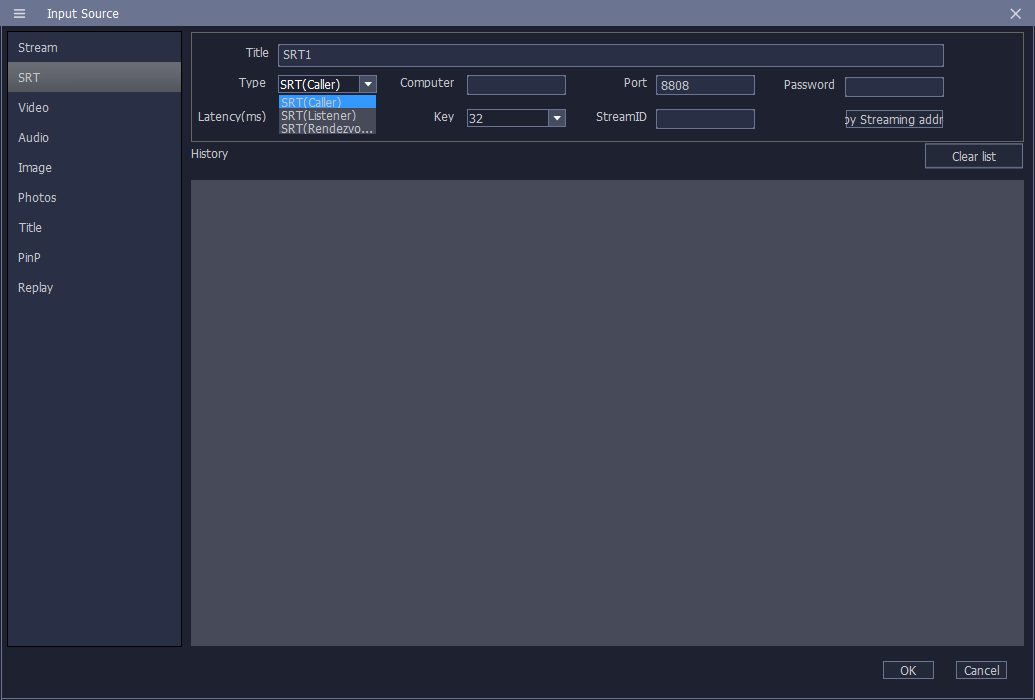 Input Source
Stream
SRT
Video
Audio
Image
Photos
Title
PinP
Replay
Title SRT1
Type SRT(Caller) Computer Port 8808 Password
SRT(Caller)
SRT(Listener)
SRT(Rendezvo...
Latency(ms) Key 32 StreamID Streaming addr
History Clear list
OK Cancel